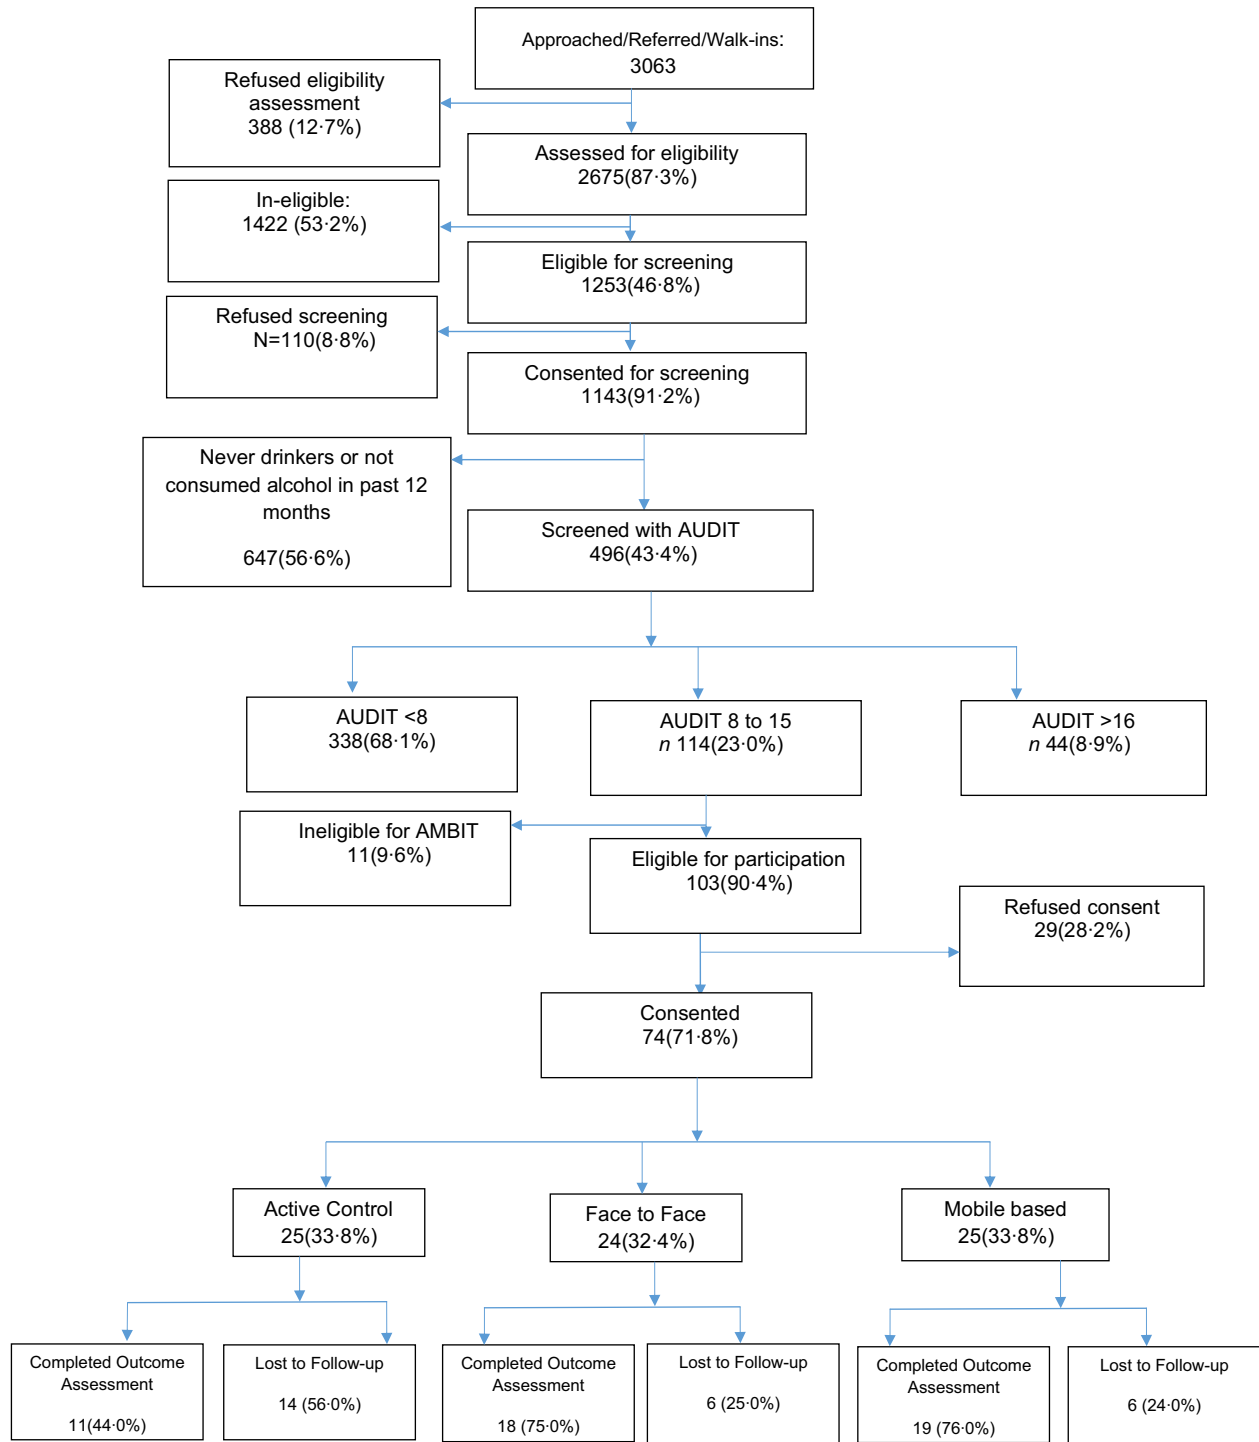 Approached/Referred/Walk-ins:
3063
Refused eligibility
assessment
388 (12·7%)
Assessed for eligibility
2675(87·3%)
In-eligible:
1422 (53·2%)
Eligible for screening
1253(46·8%)
Refused screening
N=110(8·8%)
Consented for screening
1143(91·2%)
Never drinkers or not
consumed alcohol in past 12
months
647(56·6%)
Screened with AUDIT
496(43·4%)
AUDIT <8
338(68·1%)
AUDIT 8 to 15
n 114(23·0%)
AUDIT >16
n 44(8·9%)
Ineligible for AMBIT
11(9·6%)
Eligible for participation
103(90·4%)
Refused consent
29(28·2%)
Consented
74(71·8%)
Active Control
25(33·8%)
Face to Face
24(32·4%)
Mobile based
25(33·8%)
Completed Outcome
Assessment
11(44·0%)
Lost to Follow-up
14 (56·0%)
Completed Outcome
Assessment
18 (75·0%)
Lost to Follow-up
6 (25·0%)
Completed Outcome
Assessment
19 (76·0%)
Lost to Follow-up
6 (24·0%)